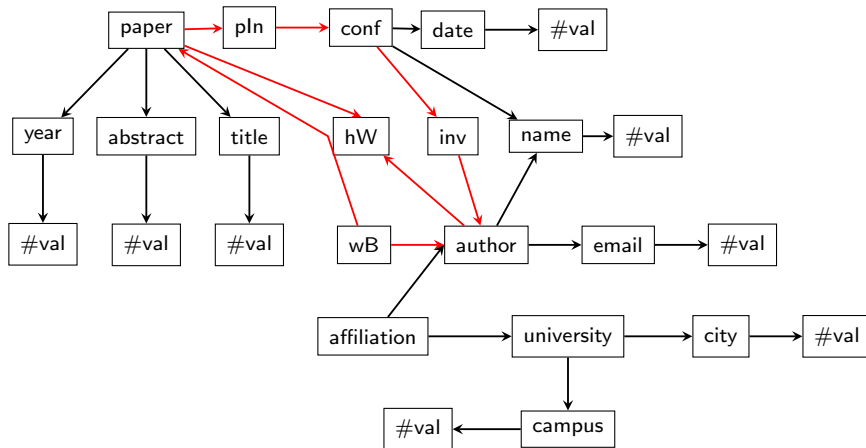 paper pIn conf date #val
year abstract title hW inv name #val
#val #val #val wB author email #val
affiliation university city #val
#val campus